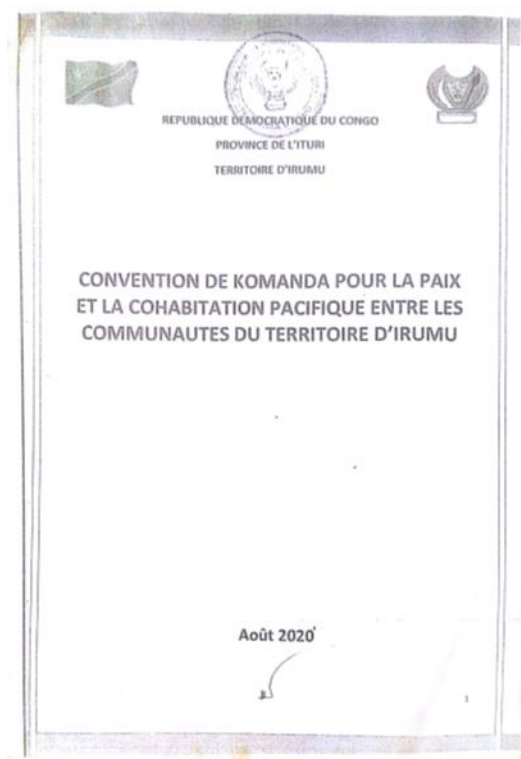 REPUBLIQUE DEMOCRATIQUE DU CONGO
PROVINCE DE L'ITURI
TERRITOIRE D'IRUMU
CONVENTION DE KOMANDA POUR LA PAIX
ET LA COHABITATION PACIFIQUE ENTRE LES
COMMUNAUTES DU TERRITOIRE D'IRUMU
Août 2020
1